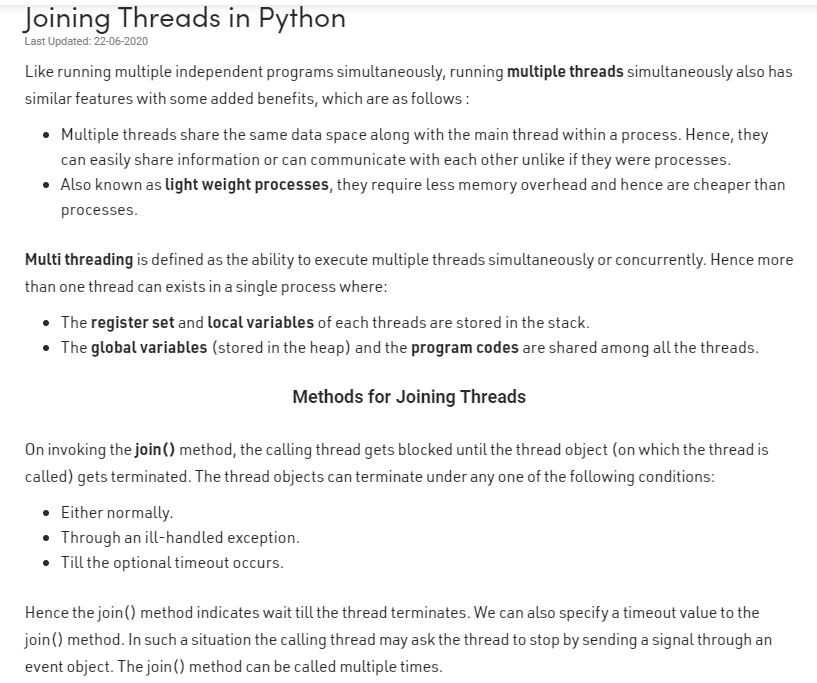 Joining Threads in Python
Last Updated: 22-06-2020
Like running multiple independent programs simultaneously, running multiple threads simultaneously also has
similar features with some added benefits, which are as follows :
• Multiple threads share the same data space along with the main thread within a process. Hence, they
can easily share information or can communicate with each other unlike if they were processes.
• Also known as light weight processes, they require less memory overhead and hence are cheaper than
processes.
Multi threading is defined as the ability to execute multiple threads simultaneously or concurrently. Hence more
than one thread can exists in a single process where:
• The register set and local variables of each threads are stored in the stack.
• The global variables (stored in the heap) and the program codes are shared among all the threads.
Methods for Joining Threads
On invoking the join() method, the calling thread gets blocked until the thread object (on which the thread is
called) gets terminated. The thread objects can terminate under any one of the following conditions:
• Either normally.
• Through an ill-handled exception.
• Till the optional timeout occurs.
Hence the join() method indicates wait till the thread terminates. We can also specify a timeout value to the
join() method. In such a situation the calling thread may ask the thread to stop by sending a signal through an
event object. The join() method can be called multiple times.